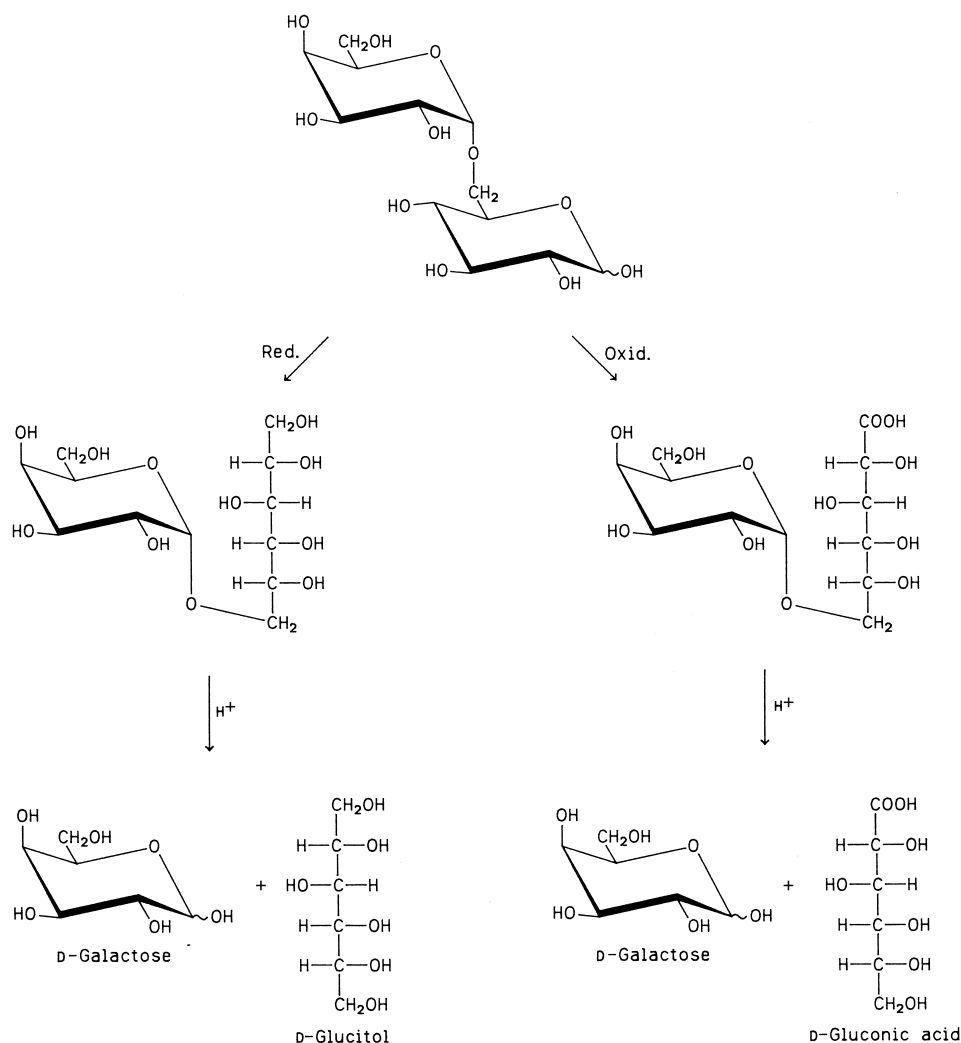 HO
CH₂OH
O
HO
OH
O
CH₂
HO
O
HO
OH
OH
Red.
Oxid.
OH
CH₂OH
O
HO
OH
O
CH₂OH
H—C—OH
HO—C—H
H—C—OH
H—C—OH
CH₂
OH
CH₂OH
O
HO
OH
O
COOH
H—C—OH
HO—C—H
H—C—OH
H—C—OH
CH₂
H+
H+
OH
CH₂OH
O
HO
OH
OH
D-Galactose
+
CH₂OH
H—C—OH
HO—C—H
H—C—OH
H—C—OH
CH₂OH
D-Glucitol
OH
CH₂OH
O
HO
OH
OH
D-Galactose
+
COOH
H—C—OH
HO—C—H
H—C—OH
H—C—OH
CH₂OH
D-Gluconic acid